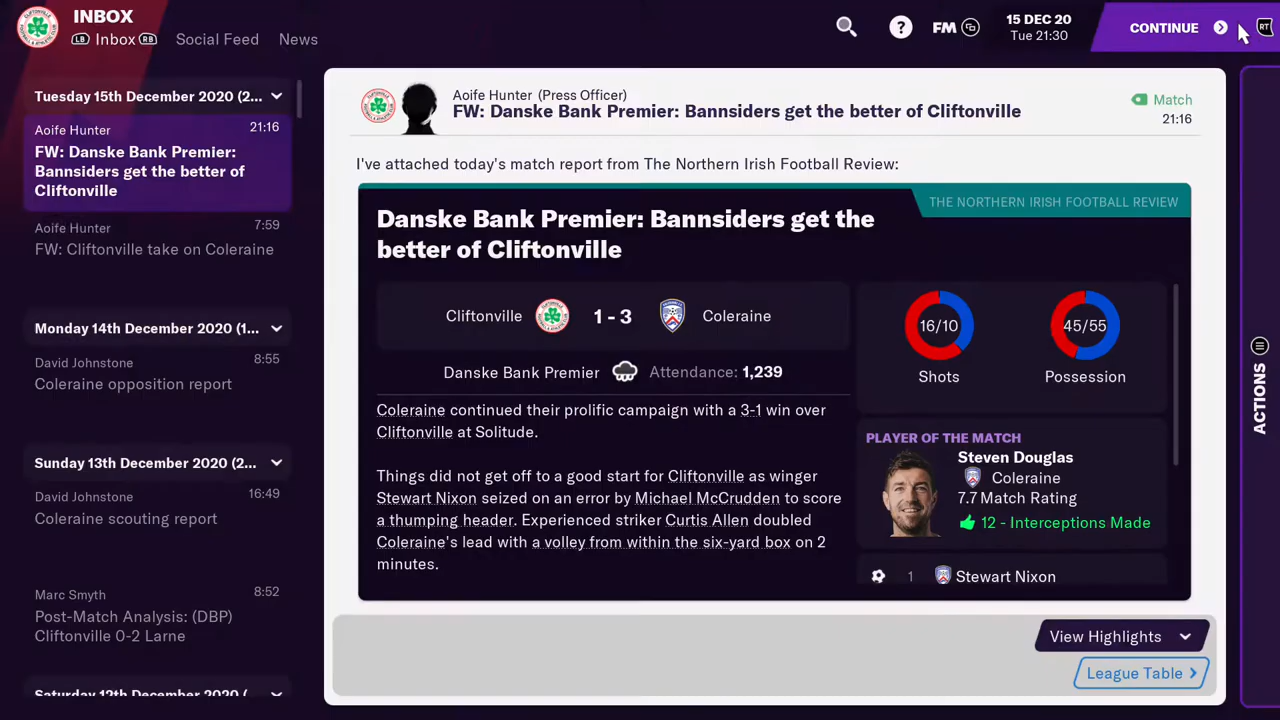 INBOX
LB Inbox RB
Social Feed
News
?
FM
15 DEC 20
Tue 21:30
CONTINUE
RT
Tuesday 15th December 2020 (2...
Aoife Hunter
21:16
FW: Danske Bank Premier:
Bannsiders get the better of
Cliftonville
Aoife Hunter
7:59
FW: Cliftonville take on Coleraine
Monday 14th December 2020 (1...
David Johnstone
8:55
Coleraine opposition report
Sunday 13th December 2020 (2...
David Johnstone
16:49
Coleraine scouting report
Marc Smyth
8:52
Post-Match Analysis: (DBP)
Cliftonville 0-2 Larne
Saturday 12th December 2020 (
Aoife Hunter (Press Officer)
FW: Danske Bank Premier: Bannsiders get the better of Cliftonville
Match
21:16
I've attached today's match report from The Northern Irish Football Review:
THE NORTHERN IRISH FOOTBALL REVIEW
Danske Bank Premier: Bannsiders get the
better of Cliftonville
Cliftonville 1 - 3 Coleraine
Danske Bank Premier Attendance: 1,239
Coleraine continued their prolific campaign with a 3-1 win over
Cliftonville at Solitude.
Things did not get off to a good start for Cliftonville as winger
Stewart Nixon seized on an error by Michael McCrudden to score
a thumping header. Experienced striker Curtis Allen doubled
Coleraine's lead with a volley from within the six-yard box on 2
minutes.
16/10
Shots
45/55
Possession
PLAYER OF THE MATCH
Steven Douglas
Coleraine
7.7 Match Rating
12 - Interceptions Made
1 Stewart Nixon
View Highlights
League Table
ACTIONS